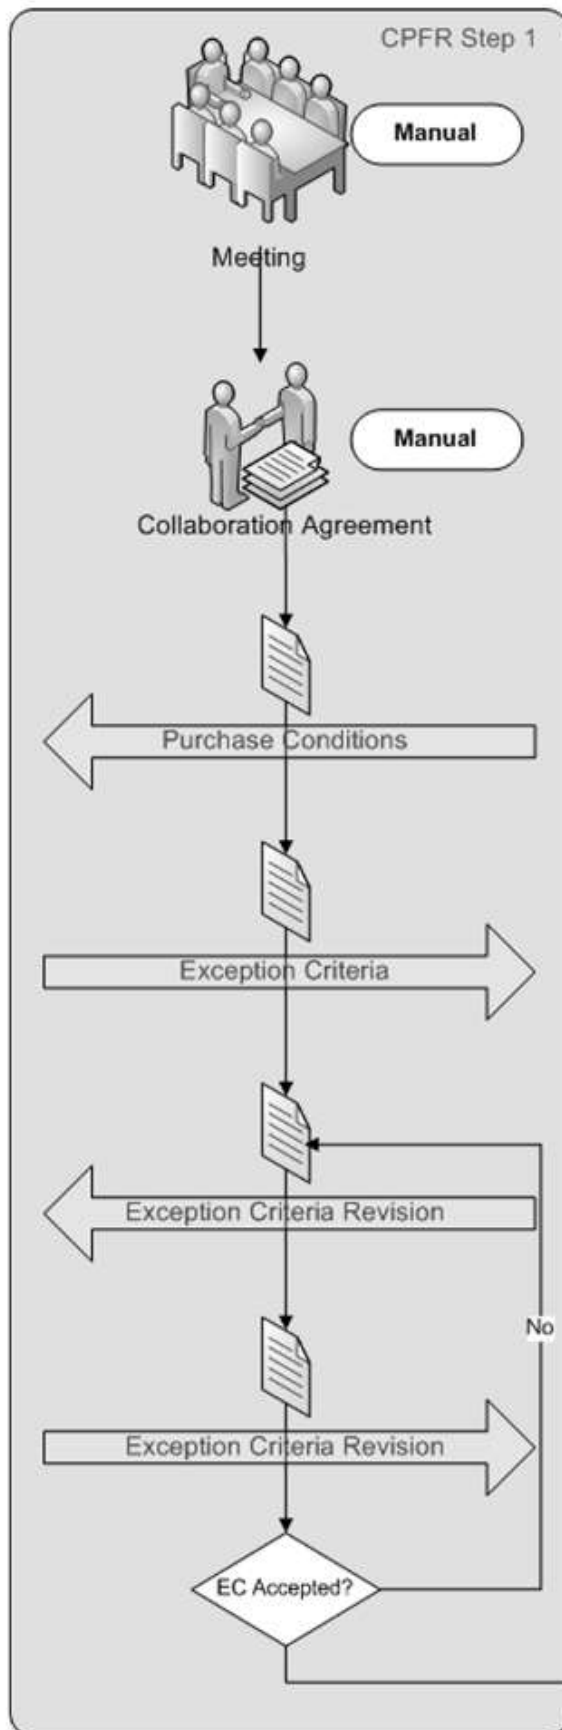 CPFR Step 1
Manual
Meeting
Manual
Collaboration Agreement
Purchase Conditions
Exception Criteria
Exception Criteria Revision
No
Exception Criteria Revision
EC Accepted?